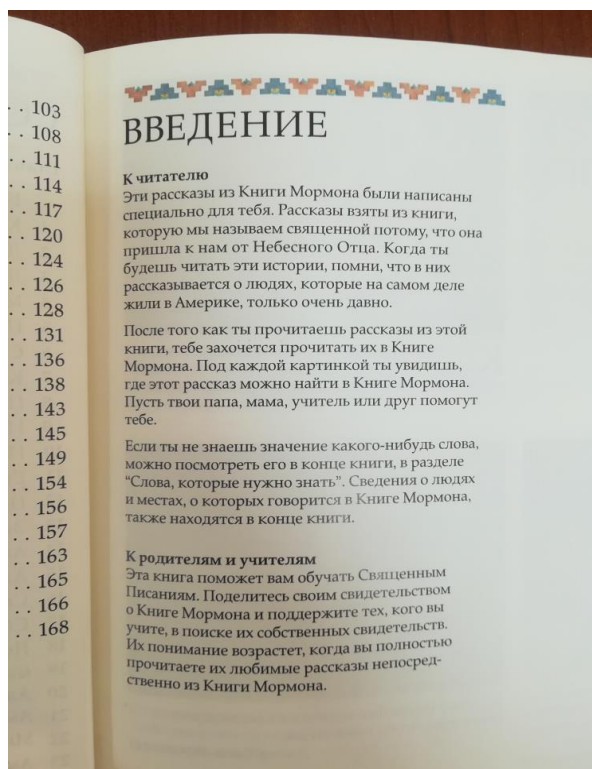 . . 103
. . 108
. . 111
. . 114
. . 117
. . 120
. . 124
. . 126
. . 128
. . 131
. . 136
. . 138
. . 143
. . 145
. . 149
. . 154
. . 156
. . 157
. . 163
. . 165
. . 166
. . 168
ВВЕДЕНИЕ
К читателю
Эти рассказы из Книги Мормона были написаны
специально для тебя. Рассказы взяты из книги,
которую мы называем священной потому, что она
пришла к нам от Небесного Отца. Когда ты
будешь читать эти истории, помни, что в них
рассказывается о людях, которые на самом деле
жили в Америке, только очень давно.
После того как ты прочитаешь рассказы из этой
книги, тебе захочется прочитать их в Книге
Мормона. Под каждой картинкой ты увидишь,
где этот рассказ можно найти в Книге Мормона.
Пусть твои папа, мама, учитель или друг помогут
тебе.
Если ты не знаешь значение какого-нибудь слова,
можно посмотреть его в конце книги, в разделе
“Слова, которые нужно знать”. Сведения о людях
и местах, о которых говорится в Книге Мормона,
также находятся в конце книги.
К родителям и учителям
Эта книга поможет вам обучать Священным
Писаниям. Поделитесь своим свидетельством
о Книге Мормона и поддержите тех, кого вы
учите, в поиске их собственных свидетельств.
Их понимание возрастет, когда вы полностью
прочитаете их любимые рассказы непосред-
ственно из Книги Мормона.